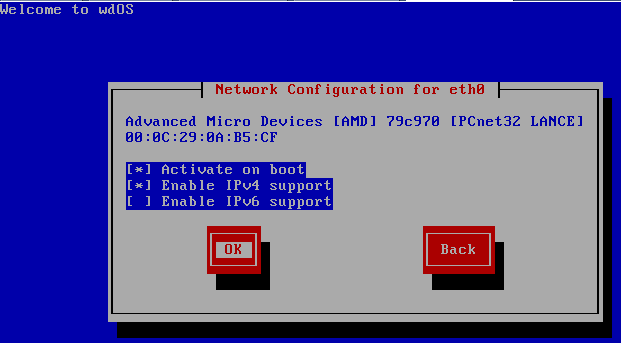 Welcome to wdOS
Network Configuration for eth0
Advanced Micro Devices [AMD] 79c970 [PCnet32 LANCE]
00:0C:29:0A:B5:CF
[*] Activate on boot
[*] Enable IPv4 support
[ ] Enable IPv6 support
OK
Back